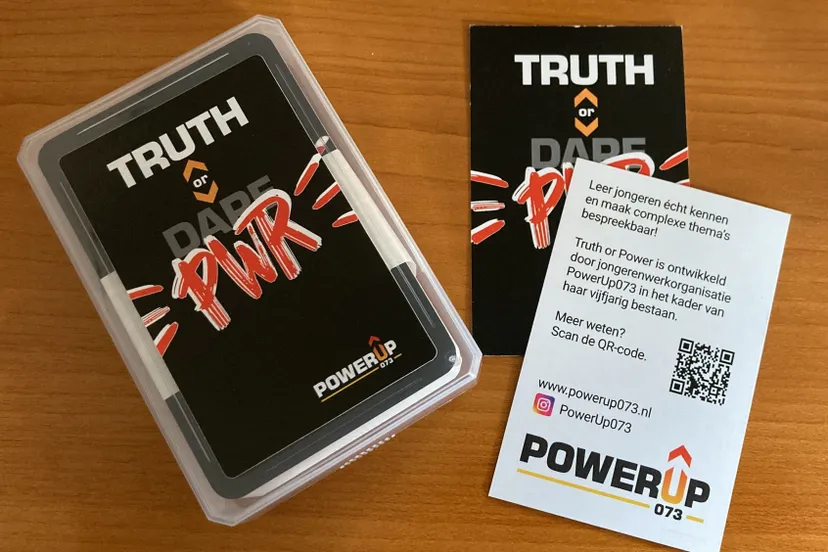 TRUTH
or
DARE
PWR
POWERUP
073
TRUTH
or
DARE
PWR
Leer jongeren écht kennen
en maak complexe thema's
bespreekbaar!
Truth or Power is ontwikkeld
door jongerenwerkorganisatie
PowerUp073 in het kader van
haar vijfjarig bestaan.
Meer weten?
Scan de QR-code.
www.powerup073.nl
PowerUp073
POWERUP
073